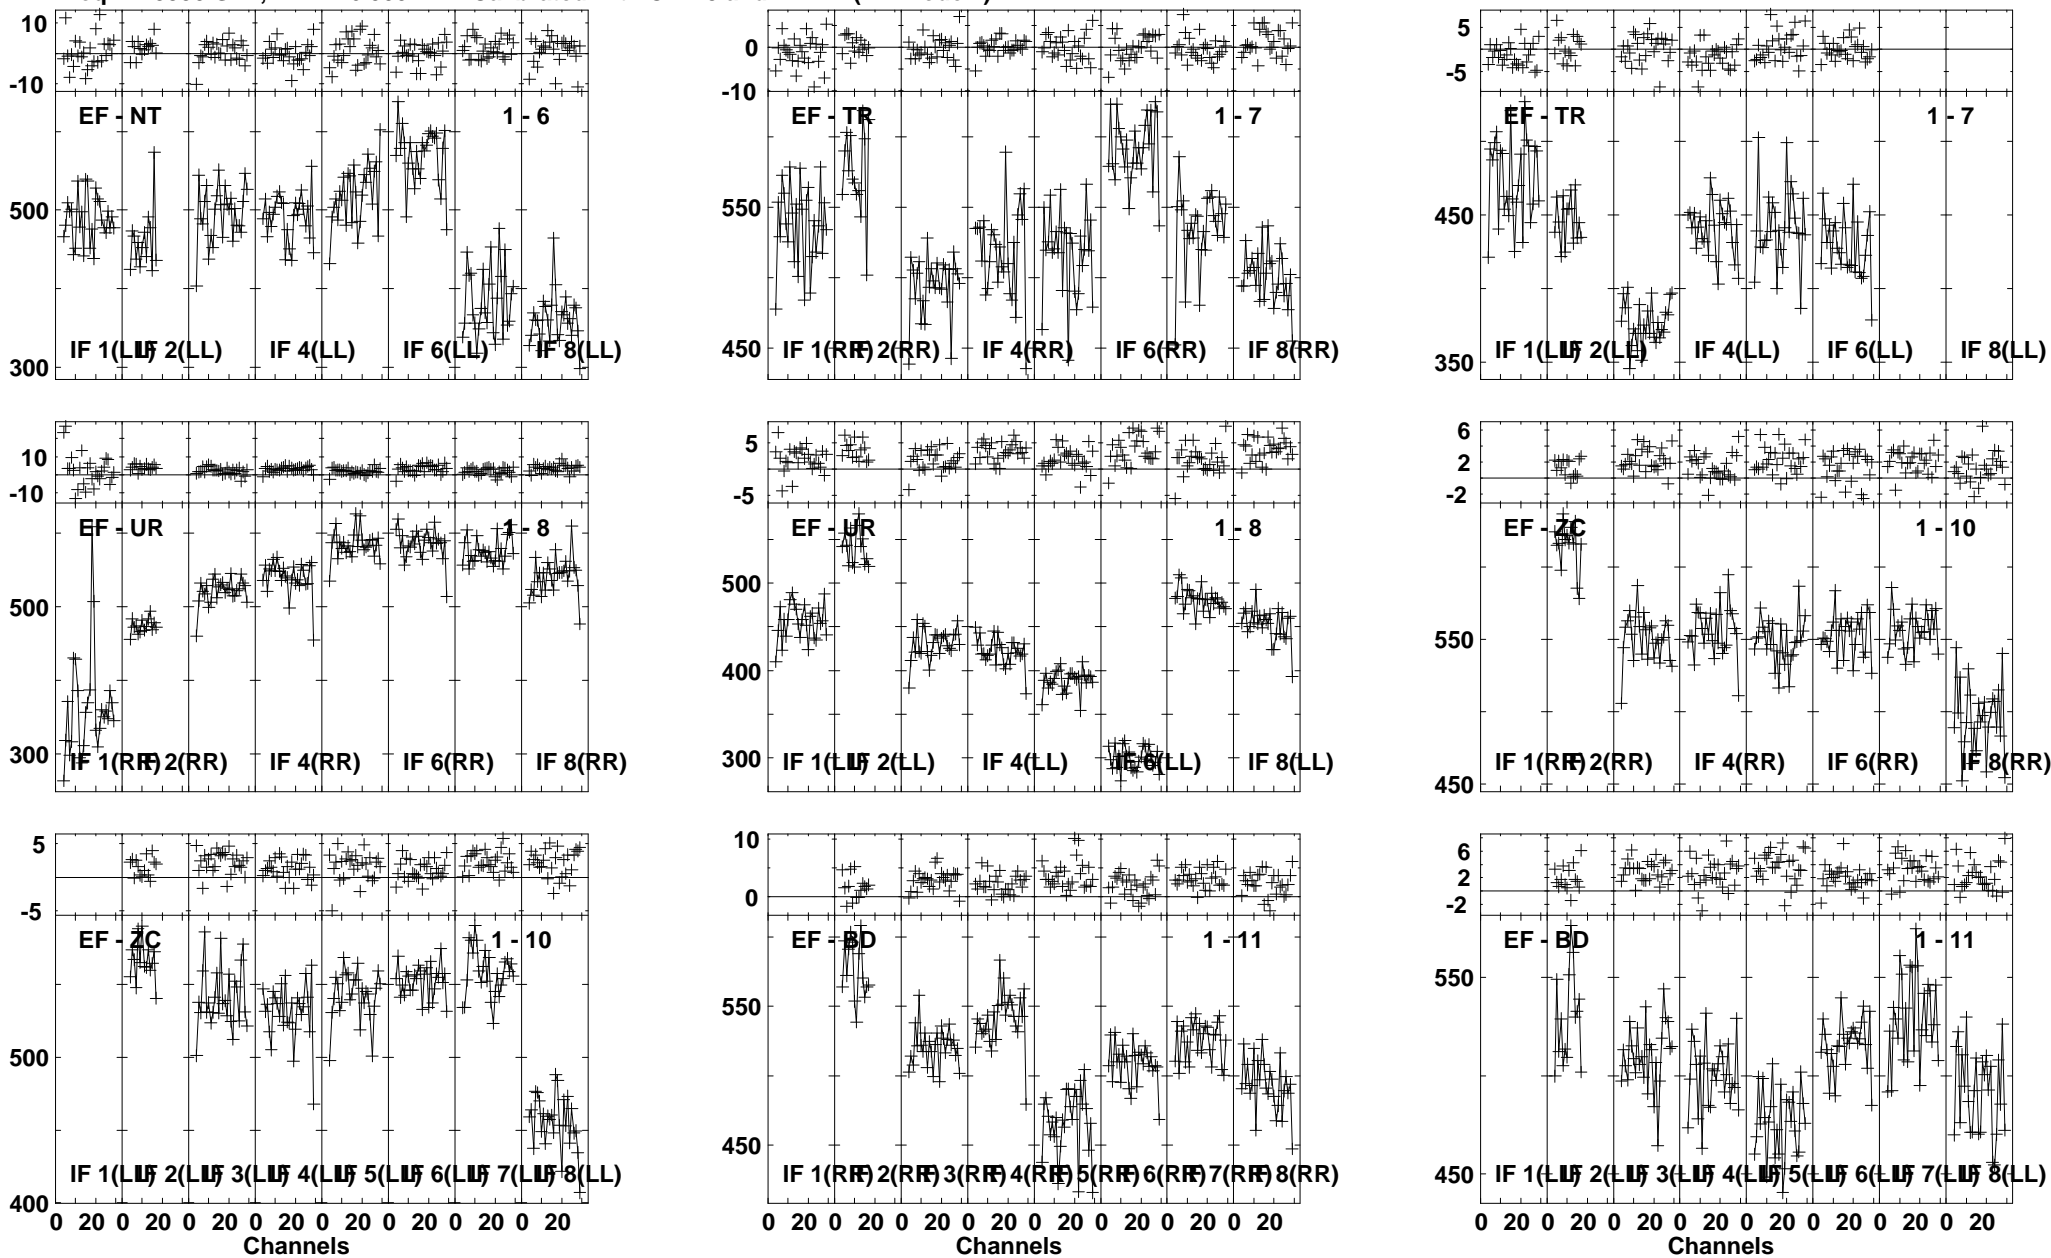 10
-10
EF - NT
1 - 6
500
300
IF 1(LL) IF 2(LL) IF 4(LL) IF 6(LL) IF 8(LL)
0
-10
EF - TR
1 - 7
550
450
IF 1(RR) IF 2(RR) IF 4(RR) IF 6(RR) IF 8(RR)
5
-5
EF - TR
1 - 7
450
350
IF 1(LL) IF 2(LL) IF 4(LL) IF 6(LL) IF 8(LL)
10
-10
EF - UR
1 - 8
500
300
IF 1(RR) IF 2(RR) IF 4(RR) IF 6(RR) IF 8(RR)
5
-5
EF - UR
1 - 8
500
400
300
IF 1(LL) IF 2(LL) IF 4(LL) IF 6(LL) IF 8(LL)
6
2
-2
EF - ZC
1 - 10
550
450
IF 1(RR) IF 2(RR) IF 4(RR) IF 6(RR) IF 8(RR)
5
-5
EF - ZC
1 - 10
500
400
IF 1(LL) IF 2(LL) IF 3(LL) IF 4(LL) IF 5(LL) IF 6(LL) IF 7(LL) IF 8(LL)
0 20 0 20 0 20 0 20 0 20 0 20 0 20 0 20
Channels
10
0
EF - BD
1 - 11
550
450
IF 1(RR) IF 2(RR) IF 3(RR) IF 4(RR) IF 5(RR) IF 6(RR) IF 7(RR) IF 8(RR)
0 20 0 20 0 20 0 20 0 20 0 20 0 20 0 20
Channels
6
2
-2
EF - BD
1 - 11
550
450
IF 1(LL) IF 2(LL) IF 3(LL) IF 4(LL) IF 5(LL) IF 6(LL) IF 7(LL) IF 8(LL)
0 20 0 20 0 20 0 20 0 20 0 20 0 20 0 20
Channels